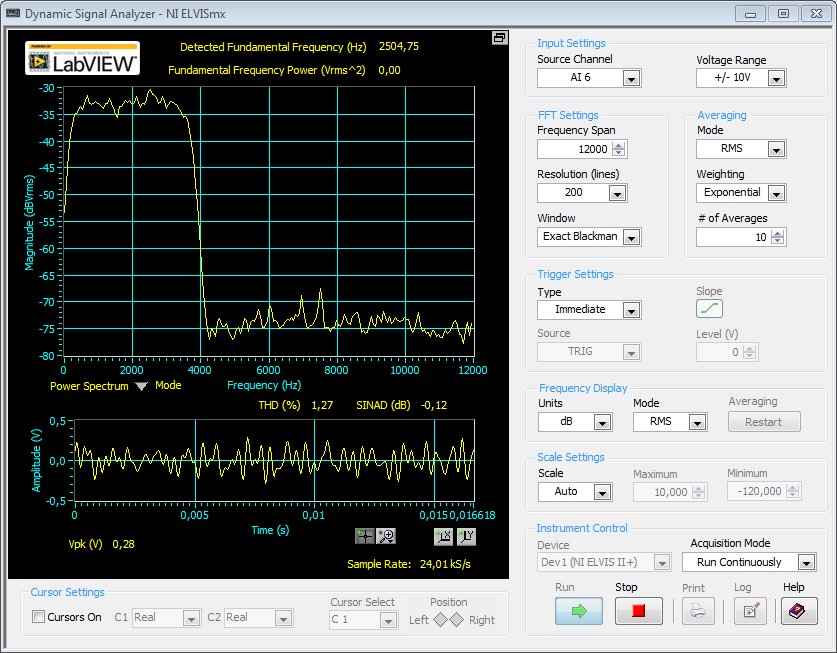 Dynamic Signal Analyzer - NI ELVISmx
POWERED BY
NATIONAL INSTRUMENTS
LabVIEW™
Detected Fundamental Frequency (Hz) 2504,75
Fundamental Frequency Power (Vrms^2) 0,00
Magnitude (dBVrms)
-30
-35
-40
-45
-50
-55
-60
-65
-70
-75
-80
0 2000 4000 6000 8000 10000 12000
Power Spectrum Mode Frequency (Hz)
THD (%) 1,27 SINAD (dB) -0,12
Amplitude (V)
0,5
0,0
-0,5
0 0,005 0,01 0,015 0,016618
Time (s)
Vpk (V) 0,28
LX LY
Sample Rate: 24,01 kS/s
Cursor Settings
Cursors On C1 Real C2 Real
Cursor Select
C 1
Position
Left Right
Input Settings
Source Channel Voltage Range
AI 6 +/- 10V
FFT Settings
Frequency Span
12000
Resolution (lines)
200
Window
Exact Blackman
Averaging
Mode
RMS
Weighting
Exponential
# of Averages
10
Trigger Settings
Type Slope
Immediate
Source Level (V)
TRIG 0
Frequency Display
Units Mode Averaging
dB RMS Restart
Scale Settings
Scale Maximum Minimum
Auto 10,000 -120,000
Instrument Control
Device Acquisition Mode
Dev1 (NI ELVIS II+) Run Continuously
Run Stop Print Log Help